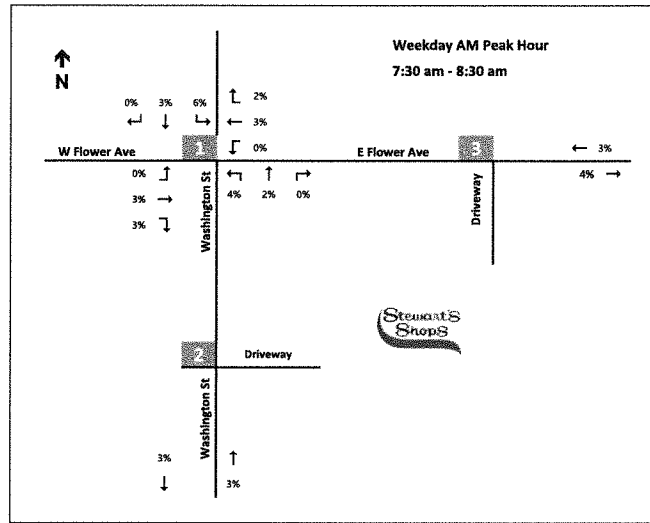 Weekday AM Peak Hour
7:30 am - 8:30 am
N
0% 3% 6%
2%
3%
0%
W Flower Ave
1
E Flower Ave
3
3%
4%
0%
3%
3%
4% 2% 0%
Washington St
Driveway
Stewart's
Shops
2
Driveway
Washington St
3%
3%